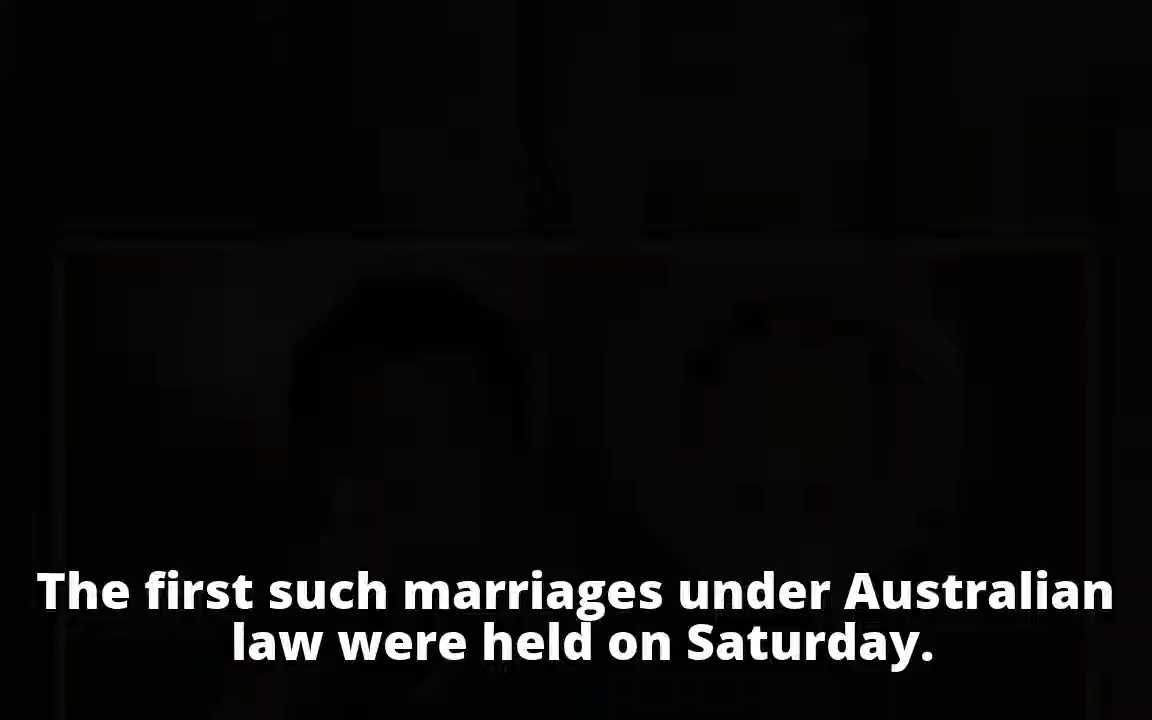 The first such marriages under Australian
law were held on Saturday.